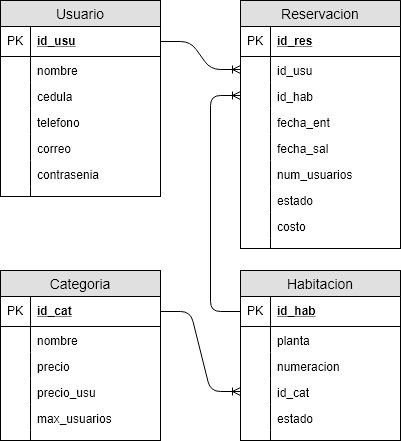 Usuario
PK id_usu
nombre
cedula
telefono
correo
contrasenia
Reservacion
PK id_res
id_usu
id_hab
fecha_ent
fecha_sal
num_usuarios
estado
costo
Categoria
PK id_cat
nombre
precio
precio_usu
max_usuarios
Habitacion
PK id_hab
planta
numeracion
id_cat
estado